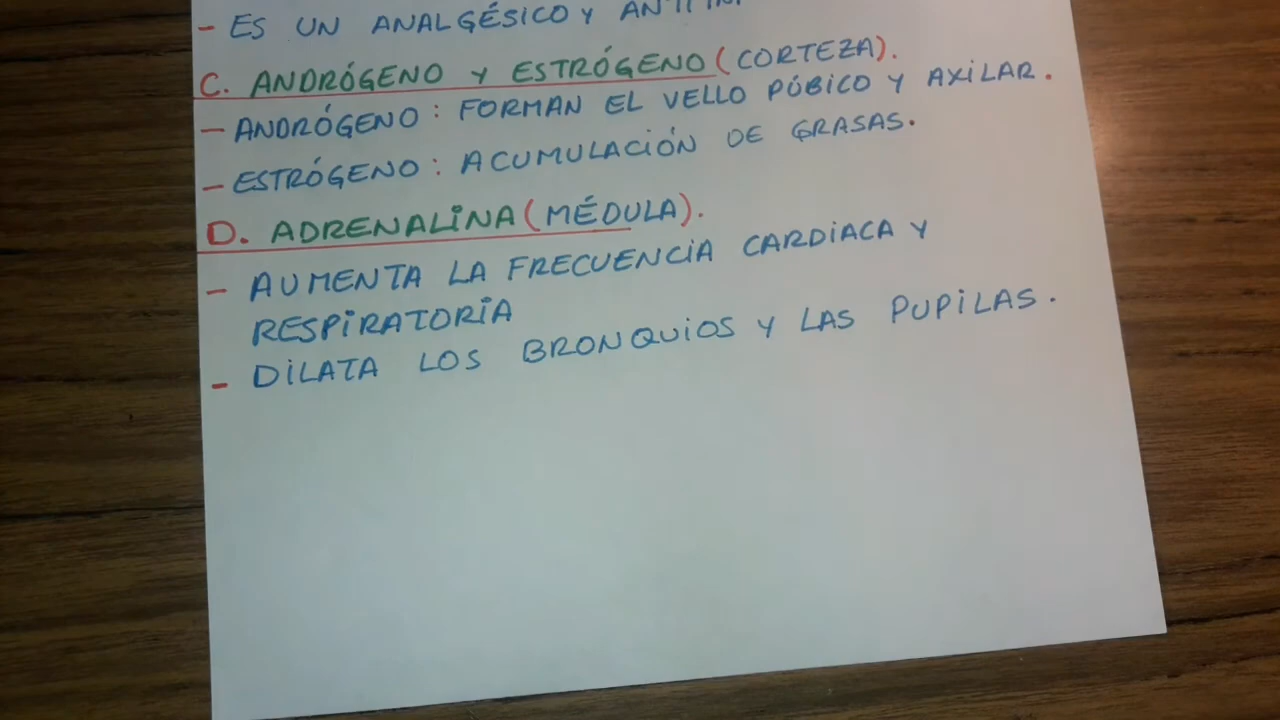 - ES UN ANALGÉSICO Y
C. ANDRÓGENO Y ESTRÓGENO (CORTEZA).
- ANDRÓGENO: FORMAN EL VELLO PÚBICO Y AXILAR.
- ESTRÓGENO: ACUMULACIÓN DE GRASAS.
D. ADRENALINA (MÉDULA).
- AUMENTA LA FRECUENCIA CARDIACA Y
RESPIRATORIA
- DILATA LOS BRONQUIOS Y LAS PUPILAS.